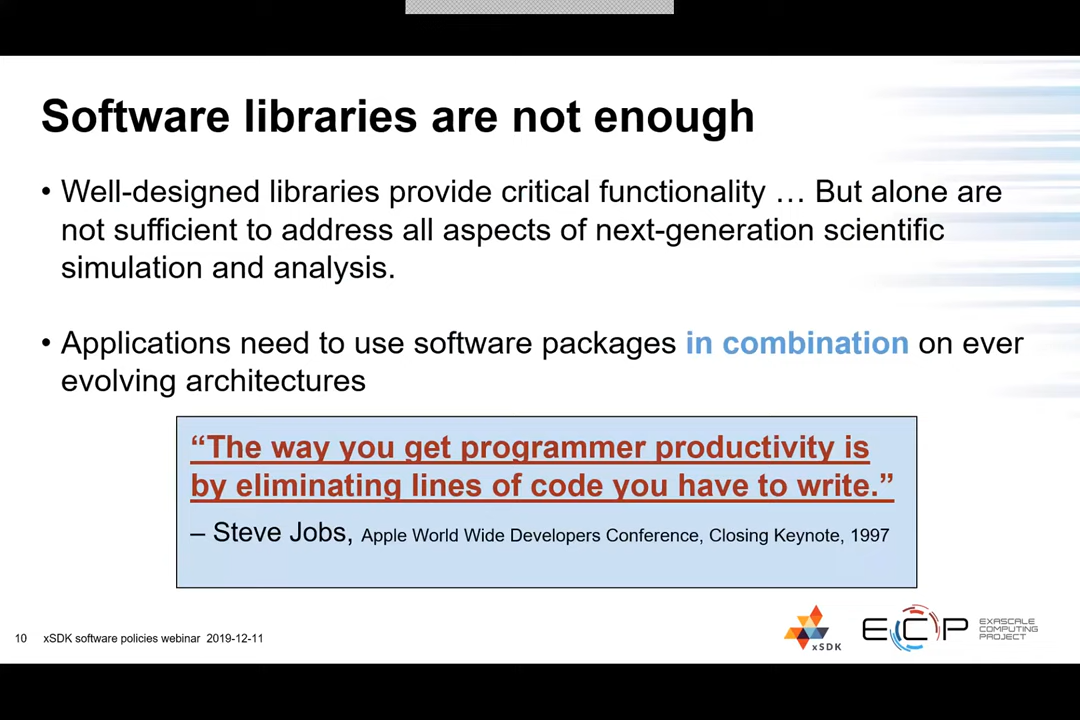 Software libraries are not enough
• Well-designed libraries provide critical functionality … But alone are
not sufficient to address all aspects of next-generation scientific
simulation and analysis.
• Applications need to use software packages in combination on ever
evolving architectures
“The way you get programmer productivity is
by eliminating lines of code you have to write.”
– Steve Jobs, Apple World Wide Developers Conference, Closing Keynote, 1997
10 xSDK software policies webinar 2019-12-11
xSDK
ECP
EXASCALE
COMPUTING
PROJECT